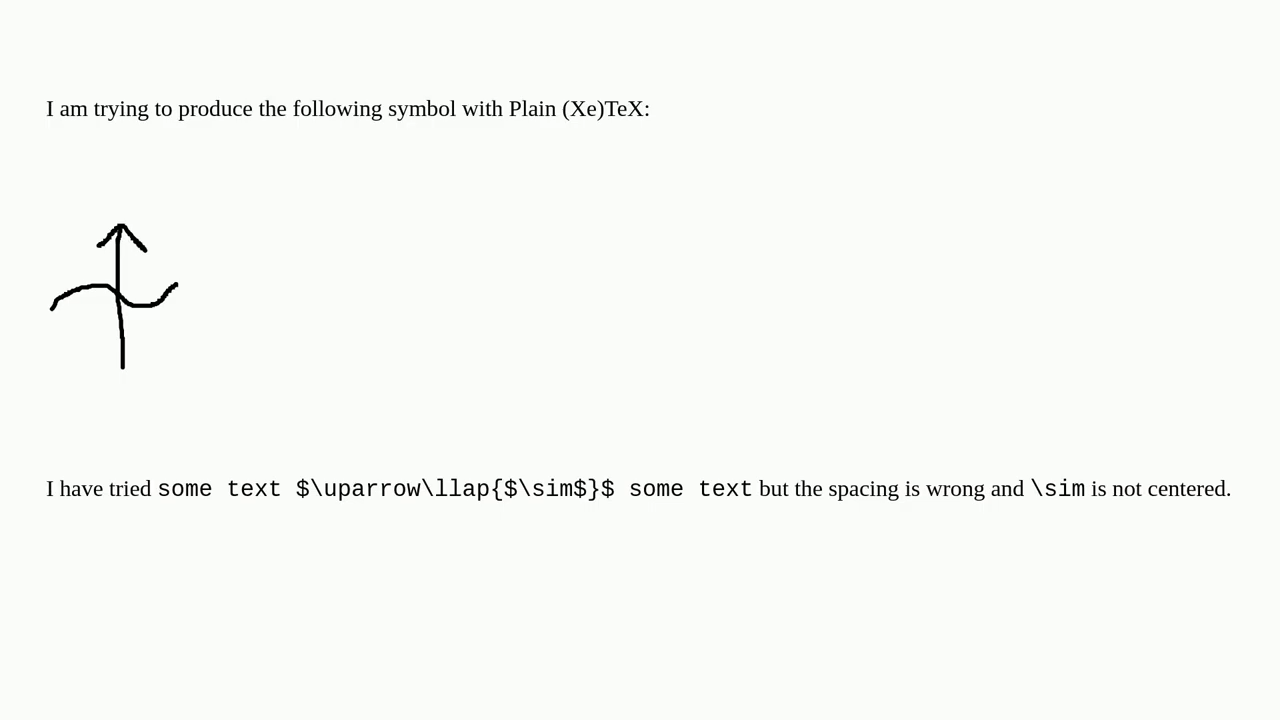 I am trying to produce the following symbol with Plain (Xe)TeX:
I have tried some text $\uparrow\llap{$\sim$}$ some text but the spacing is wrong and \sim is not centered.